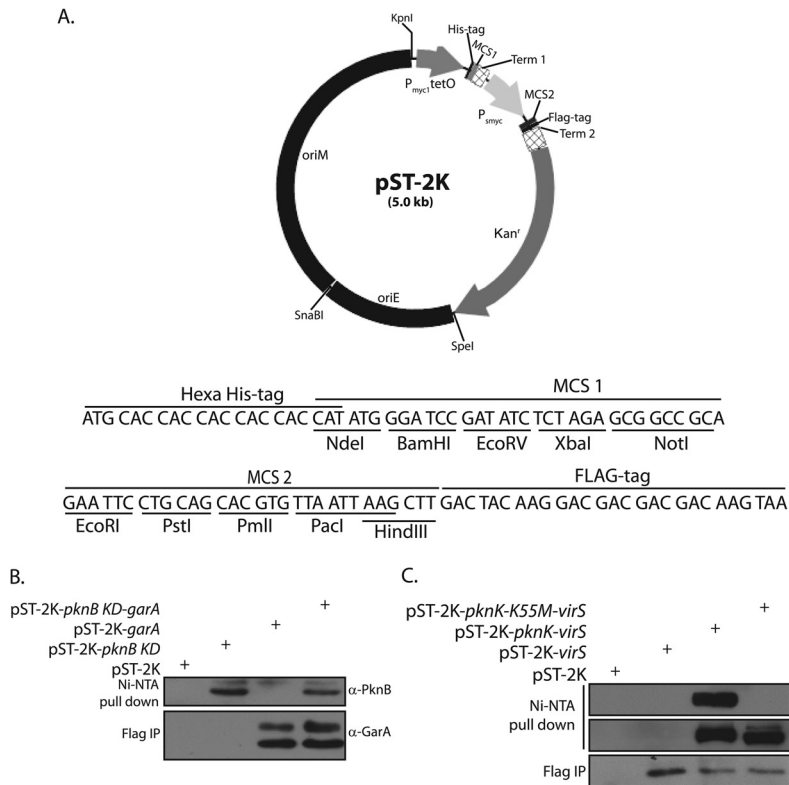 A.
KpnI
His-tag
MCS1
Term 1
Pmyc1tetO
MCS2
Psmyc
Flag-tag
Term 2
oriM
pST-2K
(5.0 kb)
Kanr
oriE
SnaBI
SpeI
Hexa His-tag
MCS 1
ATG CAC CAC CAC CAC CAC CAT ATG GGA TCC GAT ATC TCT AGA GCG GCC GCA
NdeI BamHI EcoRV XbaI NotI
MCS 2
FLAG-tag
GAA TTC CTG CAG CAC GTG TTA ATT AAG CTT GAC TAC AAG GAC GAC GAC GAC AAG TAA
EcoRI PstI PmlI PacI HindIII
B.
pST-2K-pknB KD-garA +
pST-2K-garA +
pST-2K-pknB KD +
pST-2K +
Ni-NTA
pull down
α-PknB
Flag IP
α-GarA
C.
pST-2K-pknK-K55M-virS +
pST-2K-pknK-virS +
pST-2K-virS +
pST-2K +
Ni-NTA
pull down
Flag IP